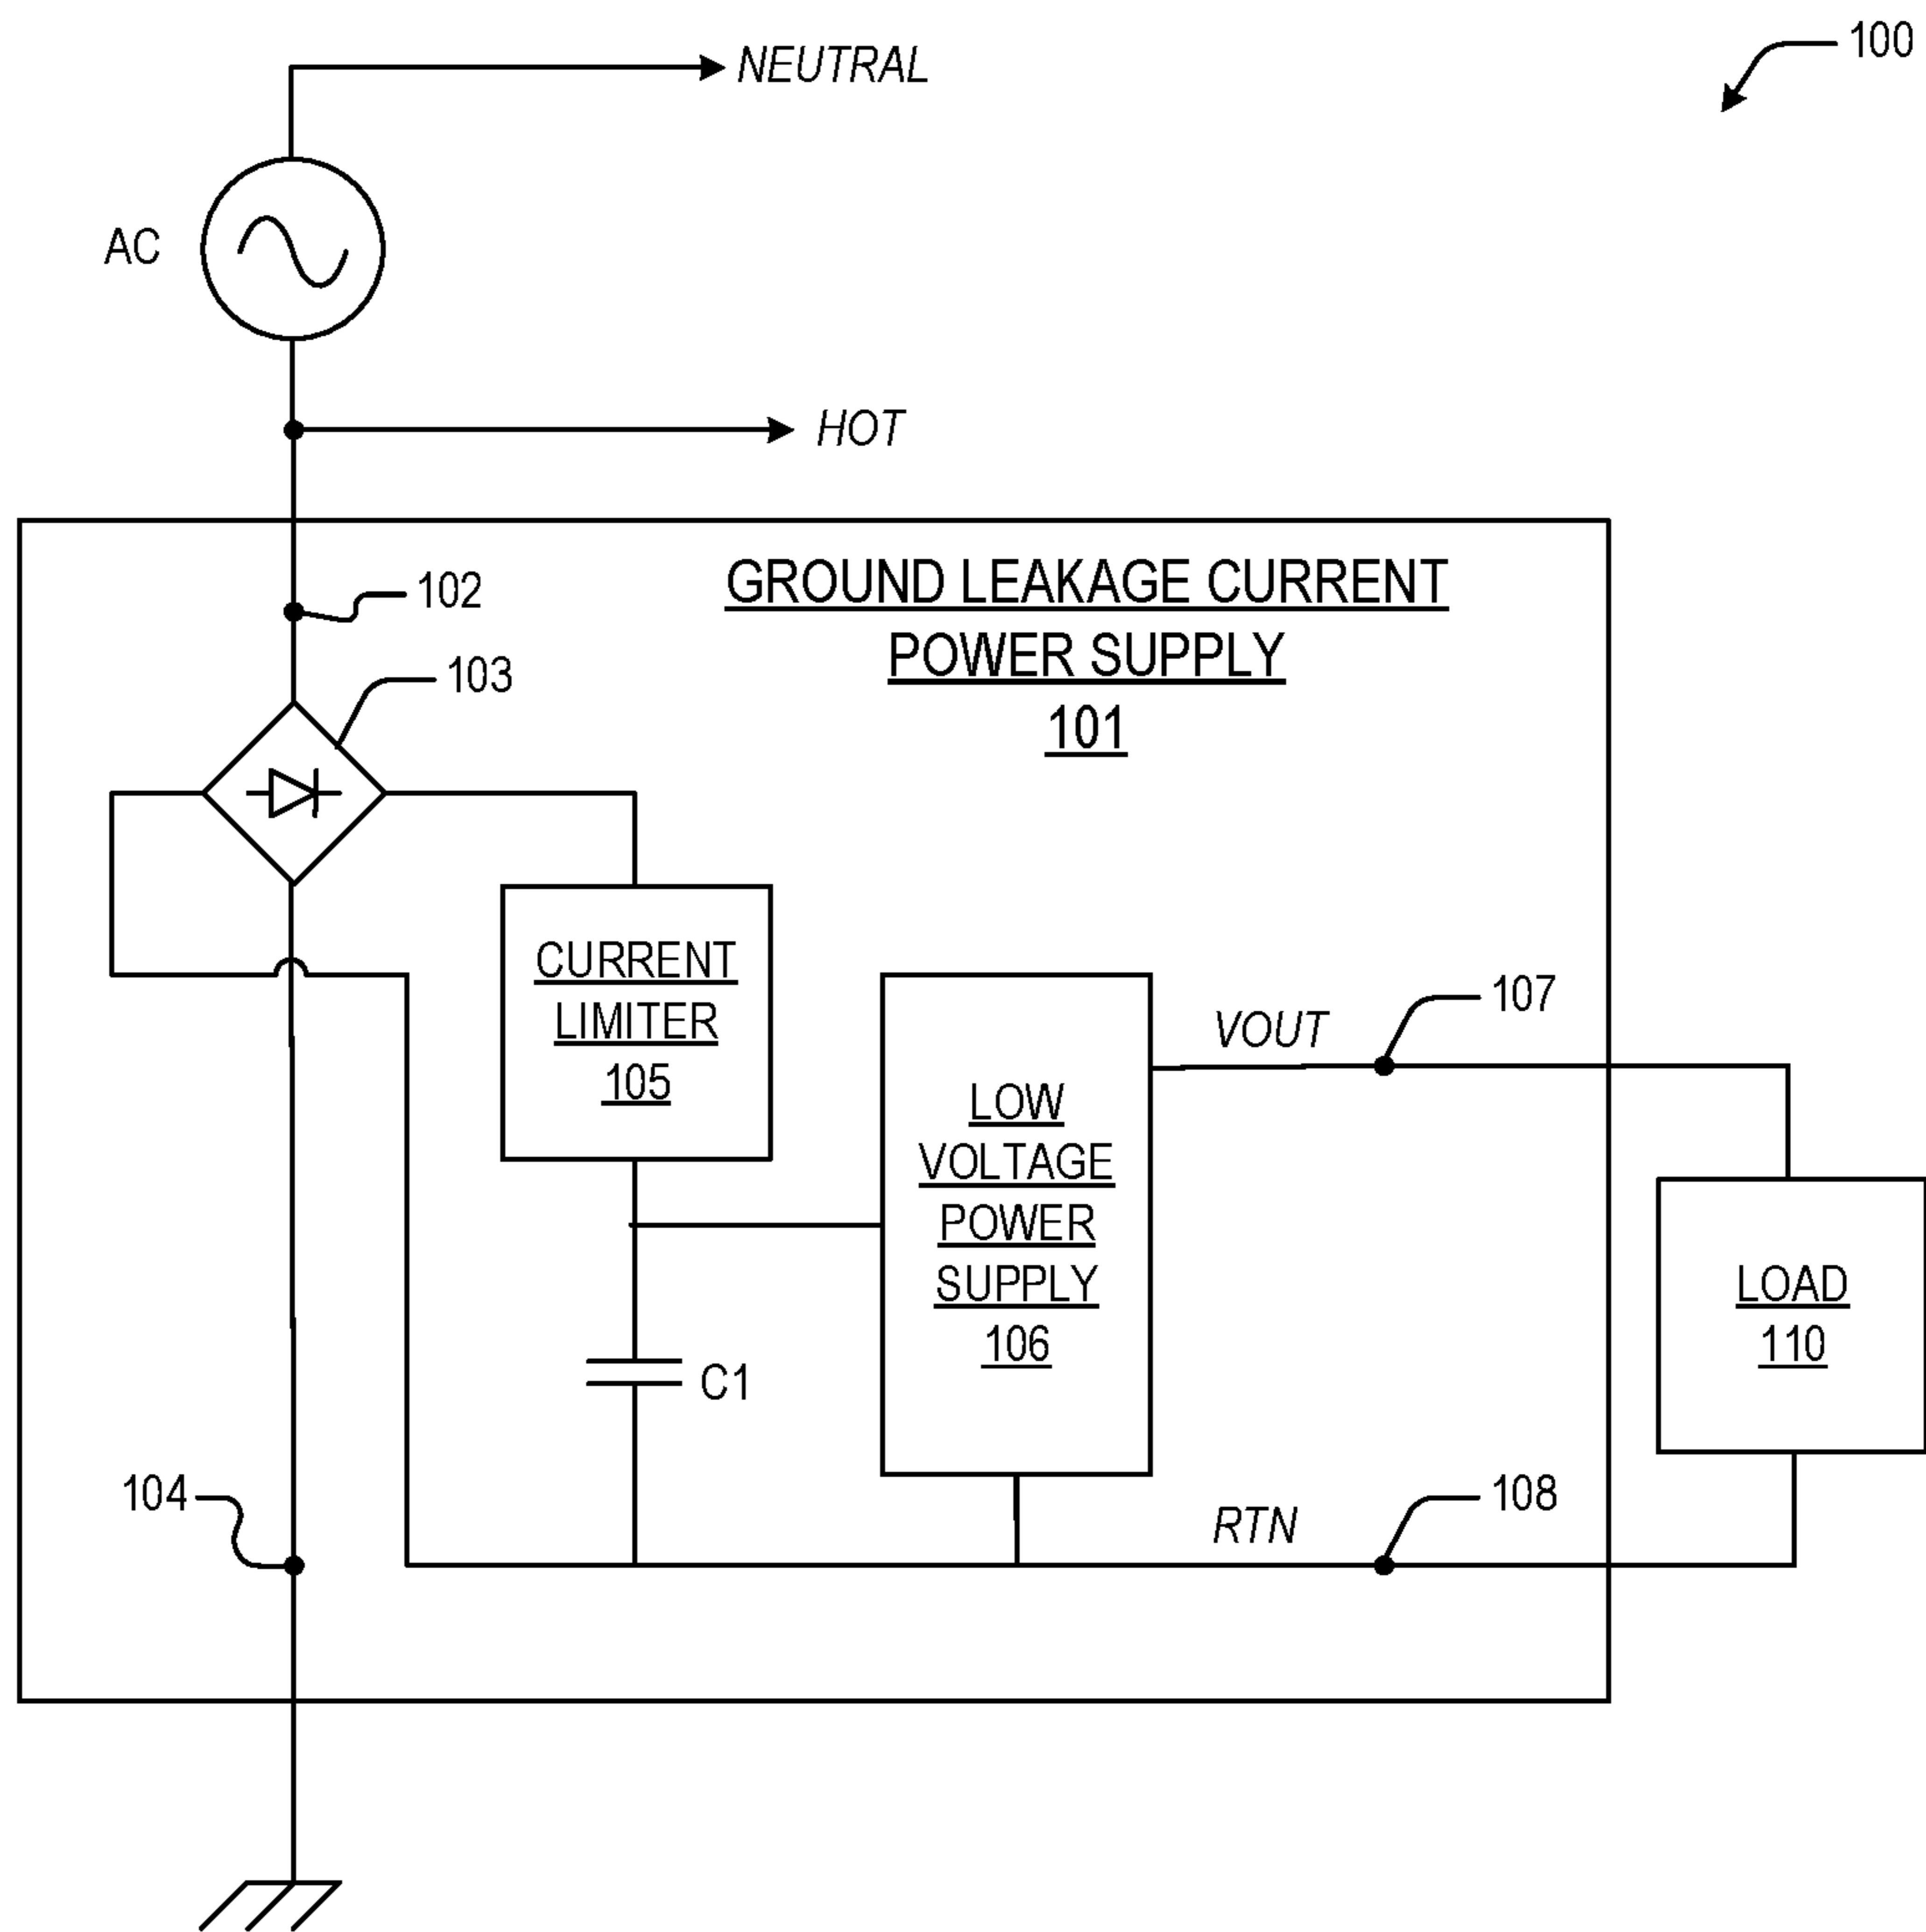 NEUTRAL
100
AC
HOT
GROUND LEAKAGE CURRENT
POWER SUPPLY
101
102
103
CURRENT
LIMITER
105
107
VOUT
LOW
VOLTAGE
POWER
SUPPLY
106
LOAD
110
C1
104
108
RTN